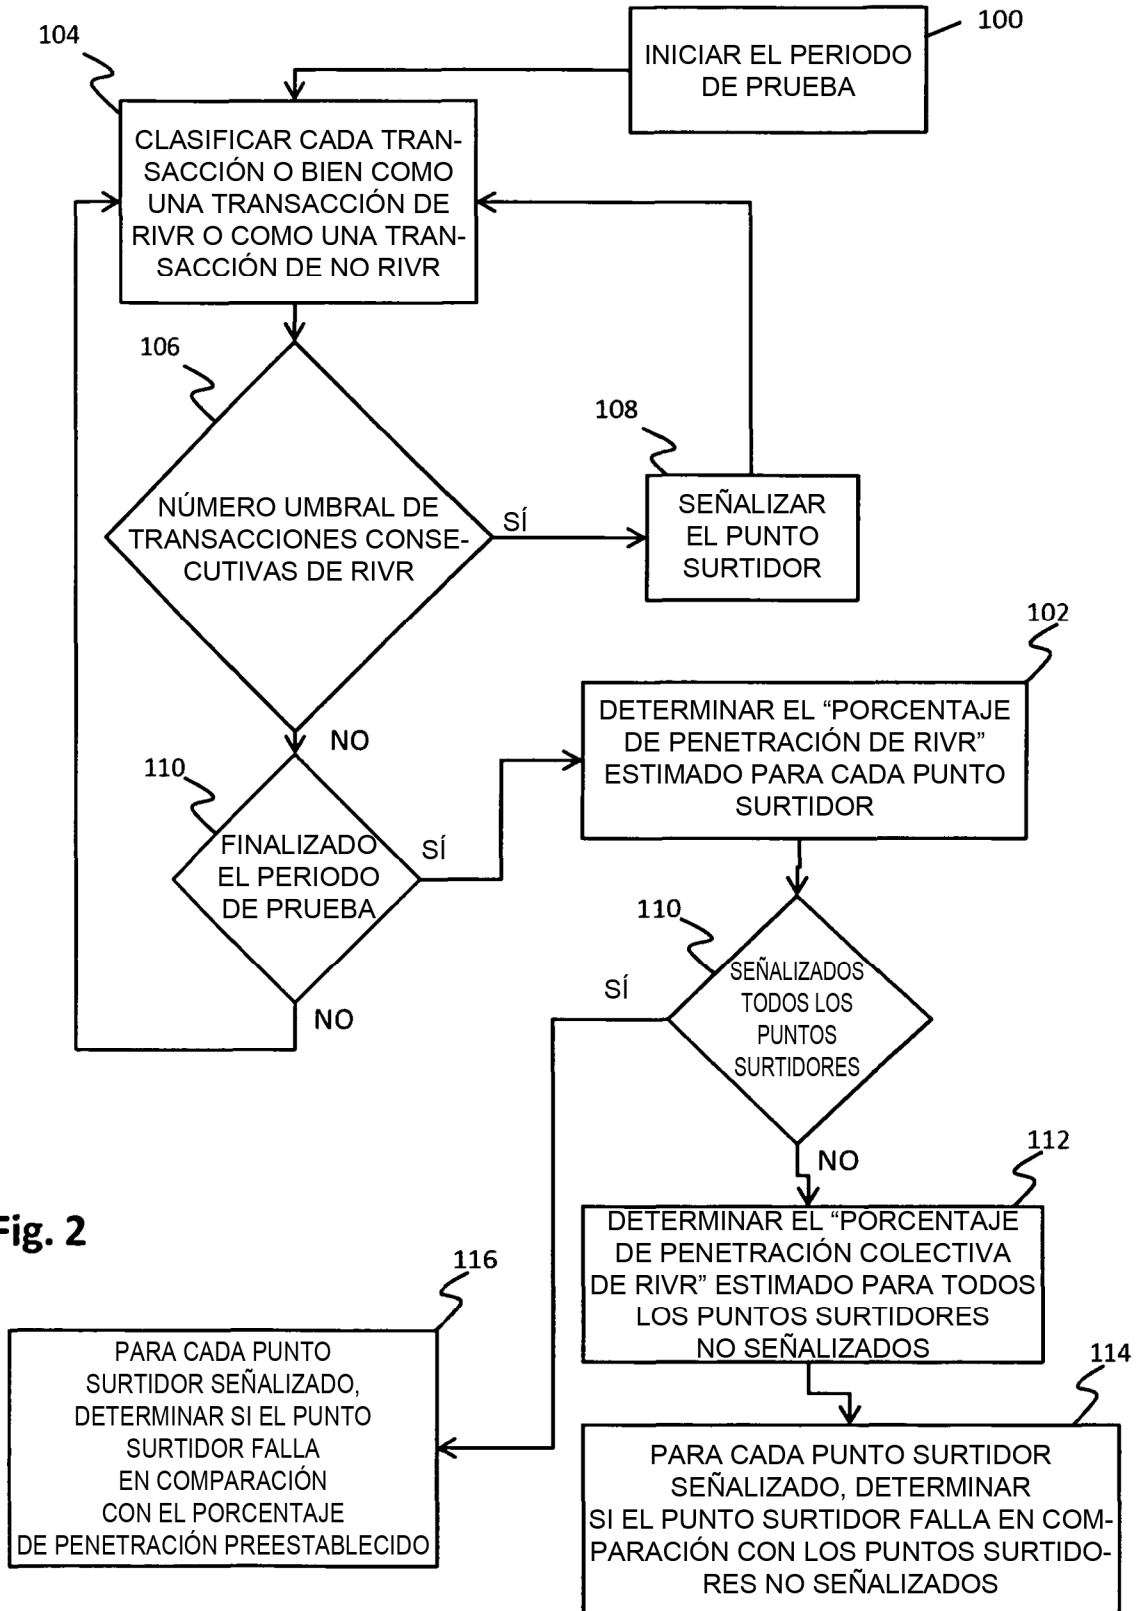 100
INICIAR EL PERIODO
DE PRUEBA
104
CLASIFICAR CADA TRAN-
SACCIÓN O BIEN COMO
UNA TRANSACCIÓN DE
RIVR O COMO UNA TRAN-
SACCIÓN DE NO RIVR
106
NÚMERO UMBRAL DE
TRANSACCIONES CONSE-
CUTIVAS DE RIVR
SÍ
108
SEÑALIZAR
EL PUNTO
SURTIDOR
NO
110
FINALIZADO
EL PERIODO
DE PRUEBA
SÍ
NO
102
DETERMINAR EL “PORCENTAJE
DE PENETRACIÓN DE RIVR”
ESTIMADO PARA CADA PUNTO
SURTIDOR
110
SEÑALIZADOS
TODOS LOS
PUNTOS
SURTIDORES
SÍ
NO
112
DETERMINAR EL “PORCENTAJE
DE PENETRACIÓN COLECTIVA
DE RIVR” ESTIMADO PARA TODOS
LOS PUNTOS SURTIDORES
NO SEÑALIZADOS
Fig. 2
116
PARA CADA PUNTO
SURTIDOR SEÑALIZADO,
DETERMINAR SI EL PUNTO
SURTIDOR FALLA
EN COMPARACIÓN
CON EL PORCENTAJE
DE PENETRACIÓN PREESTABLECIDO
114
PARA CADA PUNTO SURTIDOR
SEÑALIZADO, DETERMINAR
SI EL PUNTO SURTIDOR FALLA EN COM-
PARACIÓN CON LOS PUNTOS SURTIDO-
RES NO SEÑALIZADOS